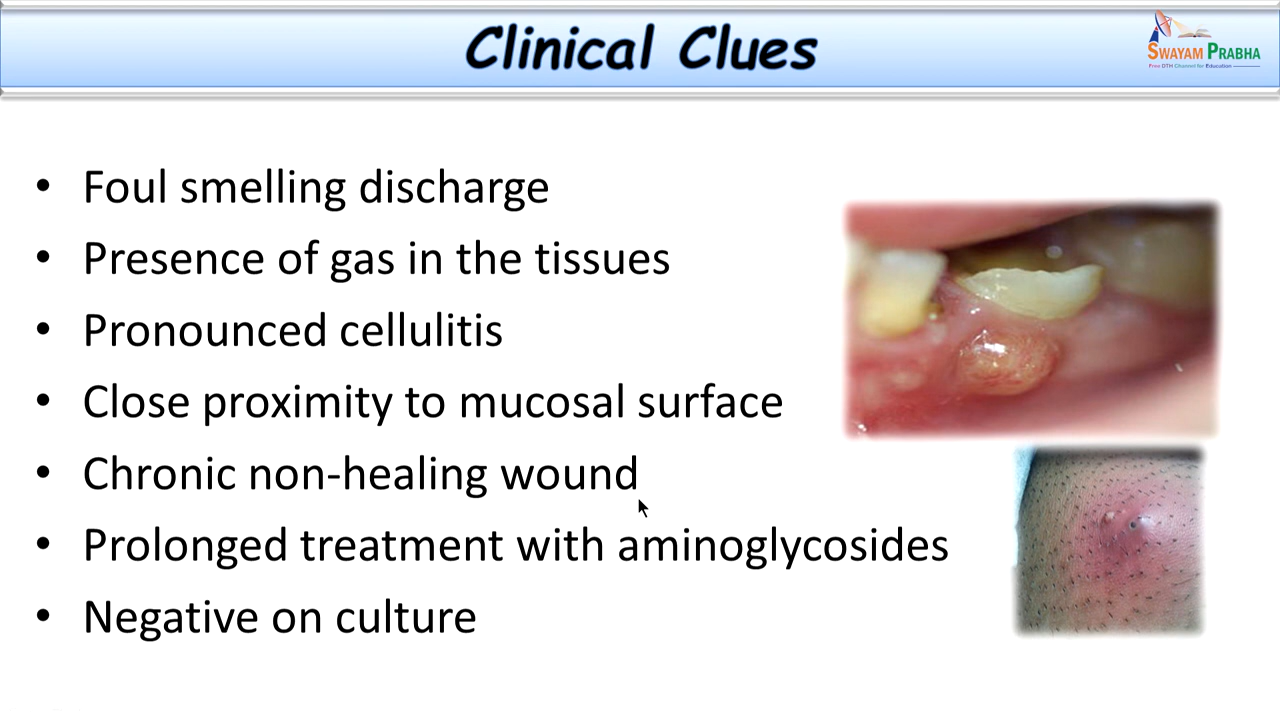 Clinical Clues
SWAYAM PRABHA
Free DTH Channel for Education
• Foul smelling discharge
• Presence of gas in the tissues
• Pronounced cellulitis
• Close proximity to mucosal surface
• Chronic non-healing wound
• Prolonged treatment with aminoglycosides
• Negative on culture